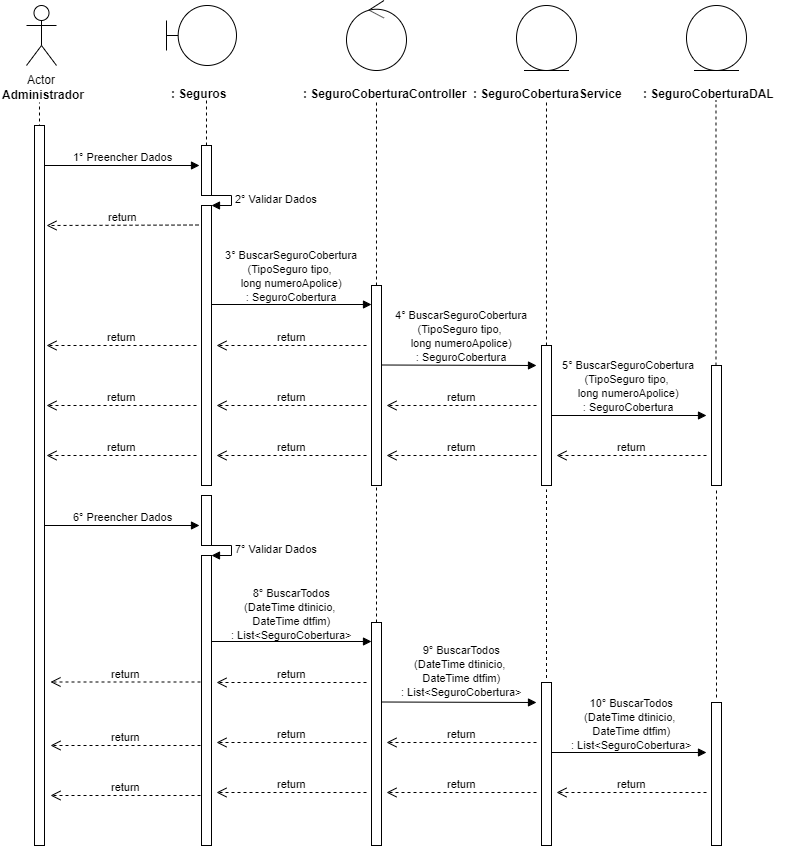 Actor
Administrador
: Seguros
: SeguroCoberturaController
: SeguroCoberturaService
: SeguroCoberturaDAL
1° Preencher Dados
2° Validar Dados
return
3° BuscarSeguroCobertura
(TipoSeguro tipo,
long numeroApolice)
: SeguroCobertura
return
return
4° BuscarSeguroCobertura
(TipoSeguro tipo,
long numeroApolice)
: SeguroCobertura
return
return
return
5° BuscarSeguroCobertura
(TipoSeguro tipo,
long numeroApolice)
: SeguroCobertura
return
return
return
return
6° Preencher Dados
7° Validar Dados
8° BuscarTodos
(DateTime dtinicio,
DateTime dtfim)
: List<SeguroCobertura>
return
return
9° BuscarTodos
(DateTime dtinicio,
DateTime dtfim)
: List<SeguroCobertura>
return
return
return
10° BuscarTodos
(DateTime dtinicio,
DateTime dtfim)
: List<SeguroCobertura>
return
return
return
return